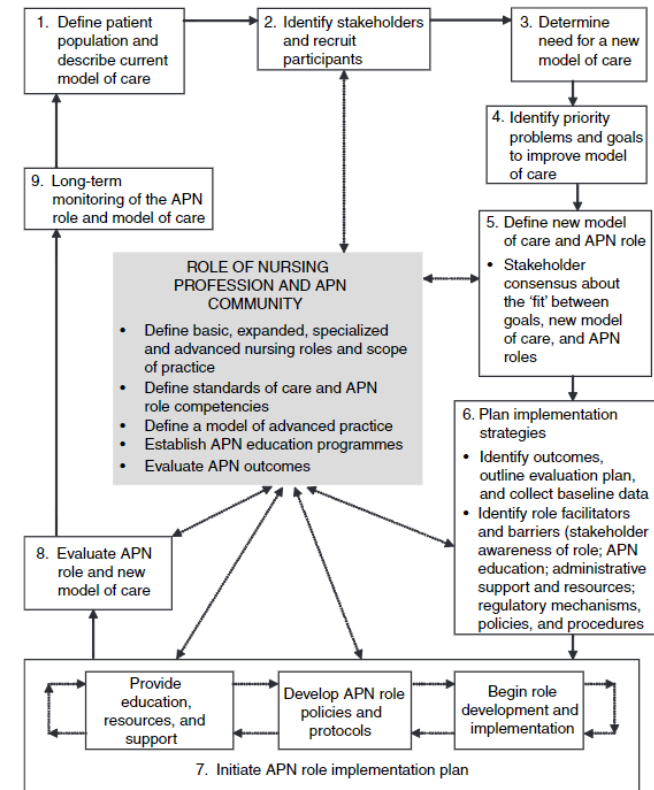 1. Define patient
population and
describe current
model of care
2. Identify stakeholders
and recruit
participants
3. Determine
need for a new
model of care
4. Identify priority
problems and goals
to improve model
of care
5. Define new model
of care and APN role
• Stakeholder
consensus about
the ‘fit’ between
goals, new model
of care, and APN
roles
6. Plan implementation
strategies
• Identify outcomes,
outline evaluation plan,
and collect baseline data
• Identify role facilitators
and barriers (stakeholder
awareness of role; APN
education; administrative
support and resources;
regulatory mechanisms,
policies, and procedures
9. Long-term
monitoring of the APN
role and model of care
ROLE OF NURSING
PROFESSION AND APN
COMMUNITY
• Define basic, expanded, specialized
and advanced nursing roles and scope
of practice
• Define standards of care and APN
role competencies
• Define a model of advanced practice
• Establish APN education programmes
• Evaluate APN outcomes
8. Evaluate APN
role and new
model of care
Provide
education,
resources, and
support
Develop APN role
policies and
protocols
Begin role
development and
implementation
7. Initiate APN role implementation plan